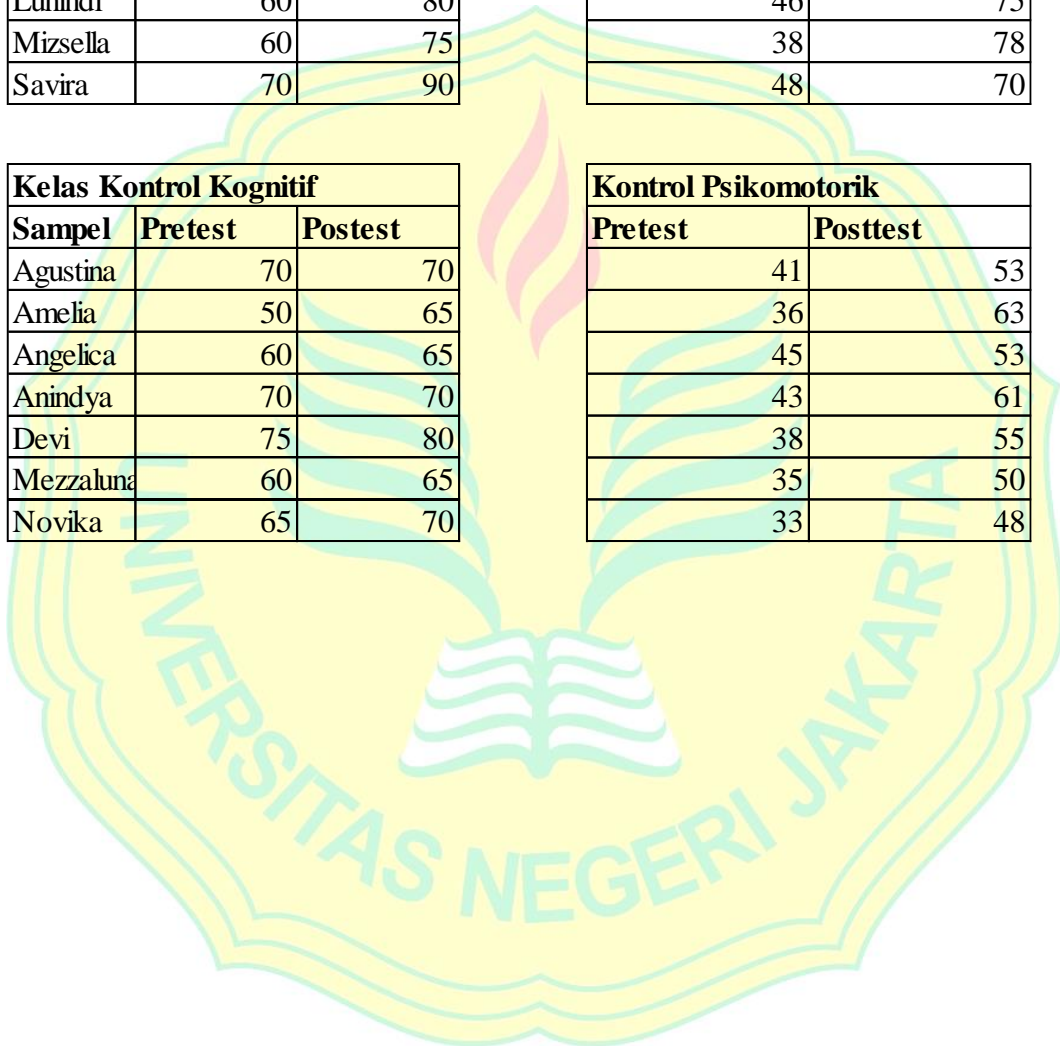 60 80 46 75
Mizsella 60 75 38 78
Savira 70 90 48 70
Kelas Kontrol Kognitif Kontrol Psikomotorik
Sampel Pretest Postest Pretest Posttest
Agustina 70 70 41 53
Amelia 50 65 36 63
Angelica 60 65 45 53
Anindya 70 70 43 61
Devi 75 80 38 55
Mezzaluna 60 65 35 50
Novika 65 70 33 48
UNIVERSITAS NEGERI JAKARTA